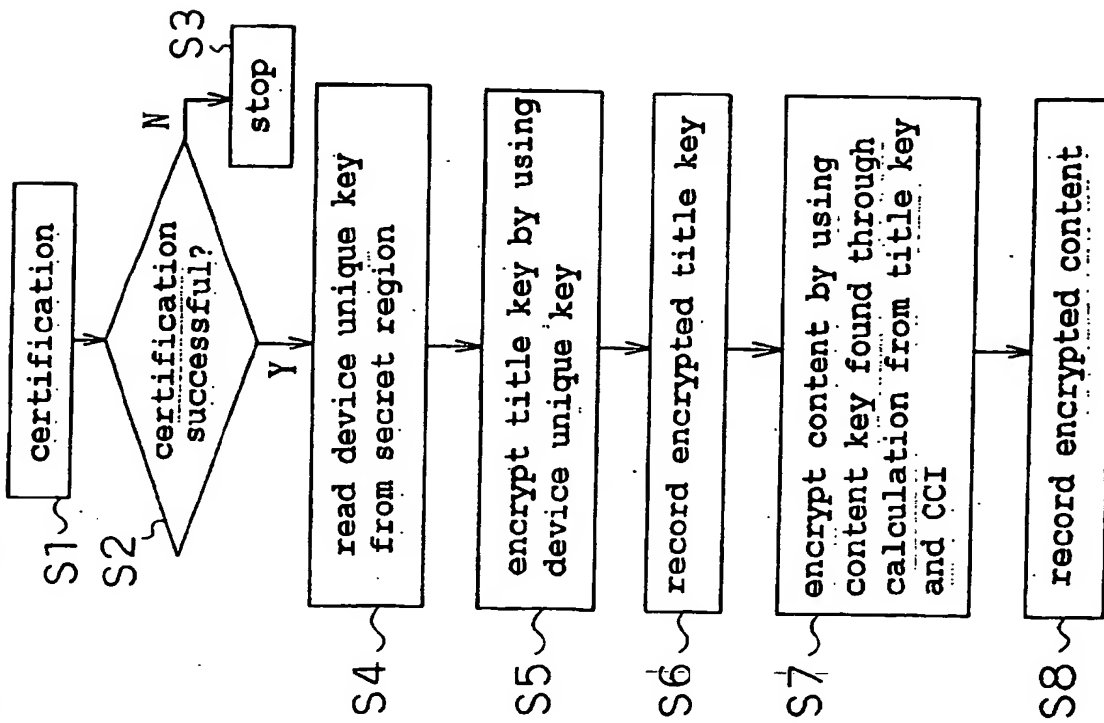 S1
certification
S2
certification
successful?
N
S3
stop
Y
S4
read device unique key
from secret region
S5
encrypt title key by using
device unique key
S6
record encrypted title key
S7
encrypt content by using
content key found through
calculation from title key
and CCI
S8
record encrypted content